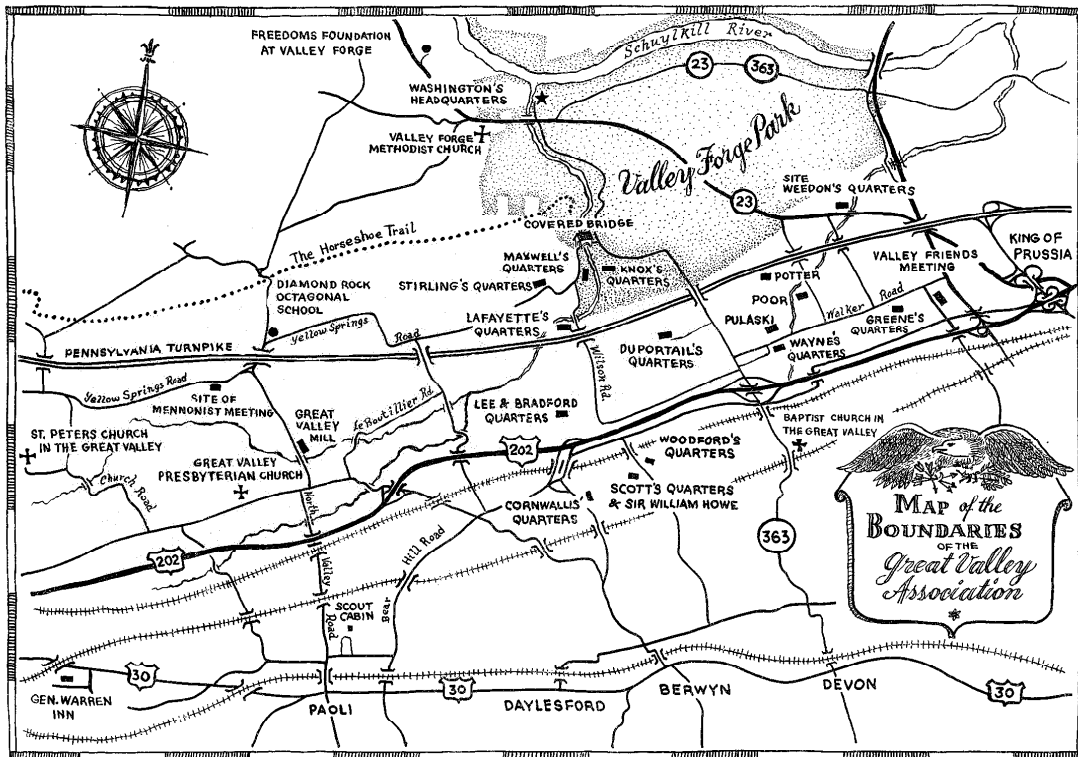 FREEDOMS FOUNDATION
AT VALLEY FORGE
Schuylkill River
23
363
WASHINGTON'S
HEADQUARTERS
VALLEY FORGE
METHODIST CHURCH
Valley Forge Park
SITE
WEEDON'S QUARTERS
23
The Horseshoe Trail
COVERED BRIDGE
KING OF
PRUSSIA
VALLEY FRIENDS
MEETING
MAXWELL'S
QUARTERS
KNOX'S
QUARTERS
STIRLING'S QUARTERS
POTTER
POOR
DIAMOND ROCK
OCTAGONAL
SCHOOL
LAFAYETTE'S
QUARTERS
PULASKI
Walker Road
GREENE'S
QUARTERS
Yellow Springs Road
PENNSYLVANIA TURNPIKE
DUPORTAIL'S
QUARTERS
WAYNE'S
QUARTERS
Wilson Rd.
Yellow Springs Road
SITE OF
MENNONIST MEETING
Le Boutillier Rd.
LEE & BRADFORD
QUARTERS
GREAT
VALLEY
MILL
BAPTIST CHURCH IN
THE GREAT VALLEY
ST. PETERS CHURCH
IN THE GREAT VALLEY
202
WOODFORD'S
QUARTERS
GREAT VALLEY
PRESBYTERIAN CHURCH
Church Road
SCOTT'S QUARTERS
& SIR WILLIAM HOWE
CORNWALLIS'
QUARTERS
North Valley Road
Bear Hill Road
363
202
MAP of the
BOUNDARIES
OF THE
Great Valley
Association
SCOUT
CABIN
30
30
30
GEN. WARREN
INN
PAOLI
DAYLESFORD
BERWYN
DEVON